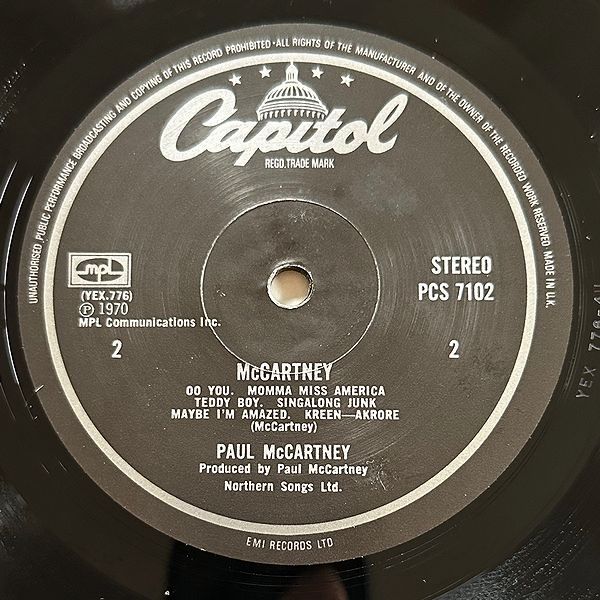 UNAUTHORISED PUBLIC PERFORMANCE BROADCASTING AND COPYING OF THIS RECORD PROHIBITED·ALL RIGHTS OF THE MANUFACTURER AND OF THE OWNER OF THE RECORDED WORK RESERVED MADE IN U.K.
Capitol
REGD. TRADE MARK
mpl
STEREO
(YEX.776)
PCS 7102
Ⓟ 1970
MPL Communications Inc.
2
2
McCARTNEY
OO YOU. MOMMA MISS AMERICA
TEDDY BOY. SINGALONG JUNK
MAYBE I'M AMAZED. KREEN—AKRORE
(McCartney)
PAUL McCARTNEY
Produced by Paul McCartney
Northern Songs Ltd.
EMI RECORDS LTD
YEX 776-4U